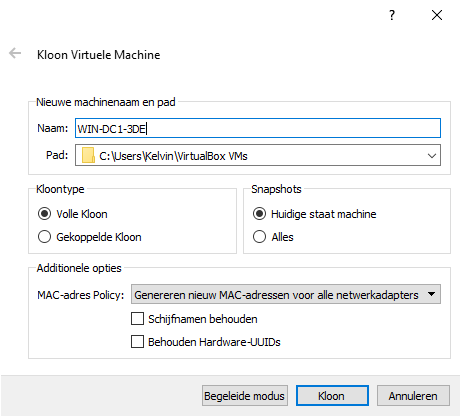 ?
Kloon Virtuele Machine
Nieuwe machinenaam en pad
Naam: WIN-DC1-3DE
Pad: C:\Users\Kelvin\VirtualBox VMs
Kloontype
Snapshots
Volle Kloon
Huidige staat machine
Gekoppelde Kloon
Alles
Additionele opties
MAC-adres Policy: Genereren nieuw MAC-adressen voor alle netwerkadapters
Schijfnamen behouden
Behouden Hardware-UUIDs
Begeleide modus
Kloon
Annuleren